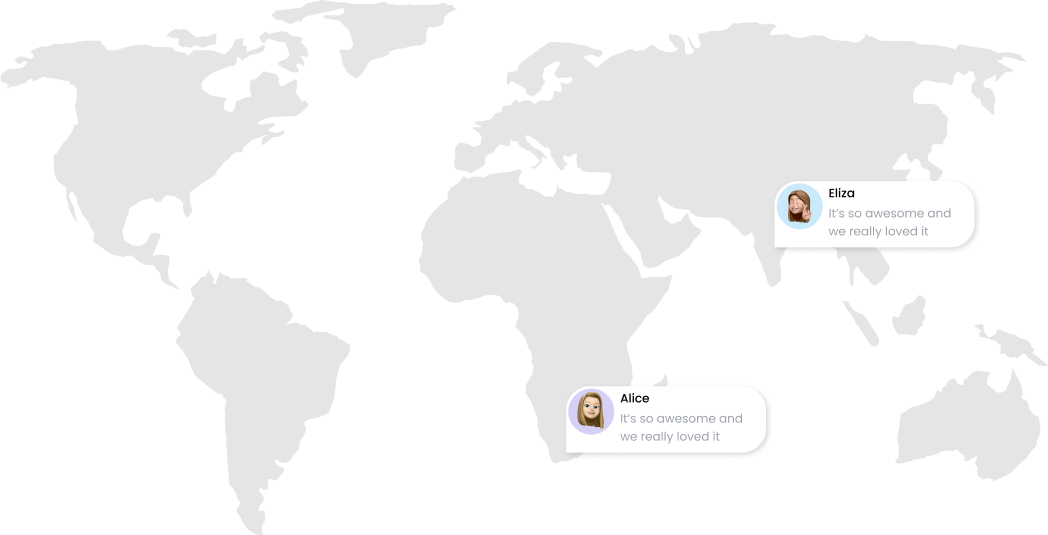 Eliza
It’s so awesome and
we really loved it
Alice
It’s so awesome and
we really loved it